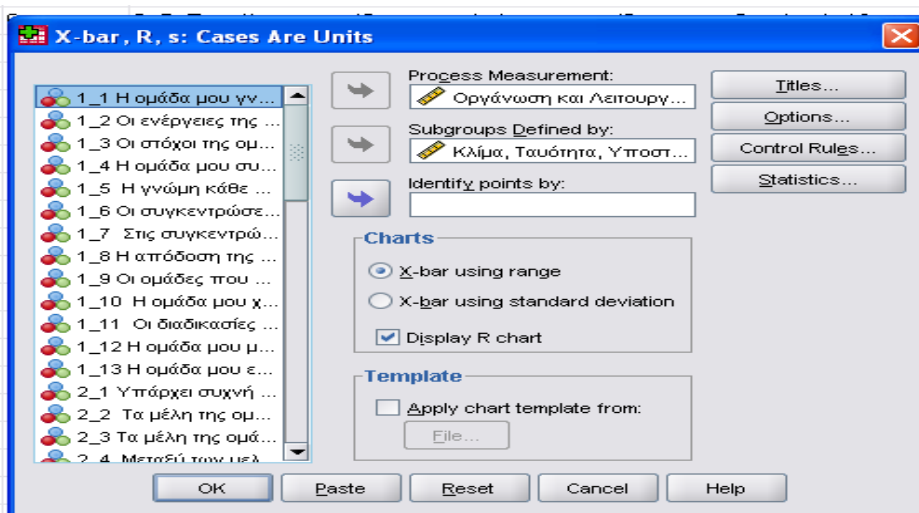 X-bar, R, s: Cases Are Units
1_1 Η ομάδα μου γν...
1_2 Οι ενέργειες της ...
1_3 Οι στόχοι της ομ...
1_4 Η ομάδα μου συ...
1_5 Η γνώμη κάθε ...
1_6 Οι συγκεντρώσε...
1_7 Στις συγκεντρώ...
1_8 Η απόδοση της ...
1_9 Οι ομάδες που ...
1_10 Η ομάδα μου χ...
1_11 Οι διαδικασίες ...
1_12 Η ομάδα μου μ...
1_13 Η ομάδα μου ε...
2_1 Υπάρχει συχνή ...
2_2 Τα μέλη της ομ...
2_3 Τα μέλη της ομά...
2_4 Μεταξύ των μελ...
Process Measurement:
Οργάνωση και Λειτουργ...
Subgroups Defined by:
Κλίμα, Ταυότητα, Υποστ...
Identify points by:
Charts
X-bar using range
X-bar using standard deviation
Display R chart
Template
Apply chart template from:
File...
Titles...
Options...
Control Rules...
Statistics...
OK
Paste
Reset
Cancel
Help